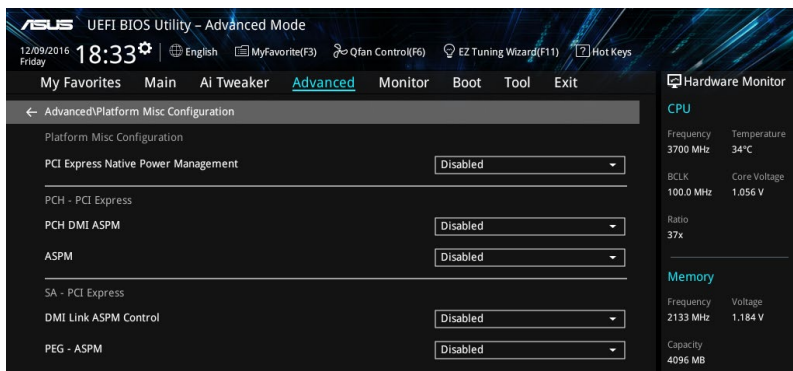 ASUS UEFI BIOS Utility – Advanced Mode
12/09/2016 Friday 18:33 English MyFavorite(F3) Qfan Control(F6) EZ Tuning Wizard(F11) ? Hot Keys
My Favorites Main Ai Tweaker Advanced Monitor Boot Tool Exit
← Advanced\Platform Misc Configuration
Platform Misc Configuration
PCI Express Native Power Management Disabled
PCH - PCI Express
PCH DMI ASPM Disabled
ASPM Disabled
SA - PCI Express
DMI Link ASPM Control Disabled
PEG - ASPM Disabled
Hardware Monitor
CPU
Frequency Temperature
3700 MHz 34°C
BCLK Core Voltage
100.0 MHz 1.056 V
Ratio
37x
Memory
Frequency Voltage
2133 MHz 1.184 V
Capacity
4096 MB